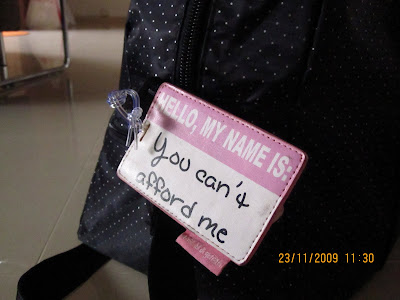 HELLO, MY NAME IS:
You can't
afford me
23/11/2009 11:30